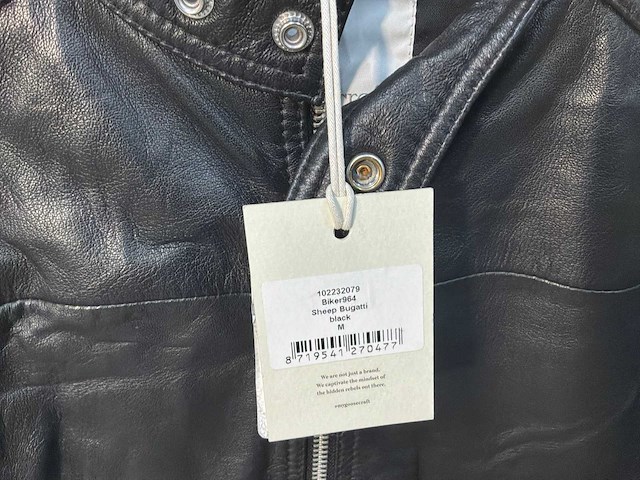 102232079
Biker964
Sheep Bugatti
black
M
8 719541 270477
We are not just a brand.
We captivate the mindset of
the hidden rebels out there.
#mgoosecraft